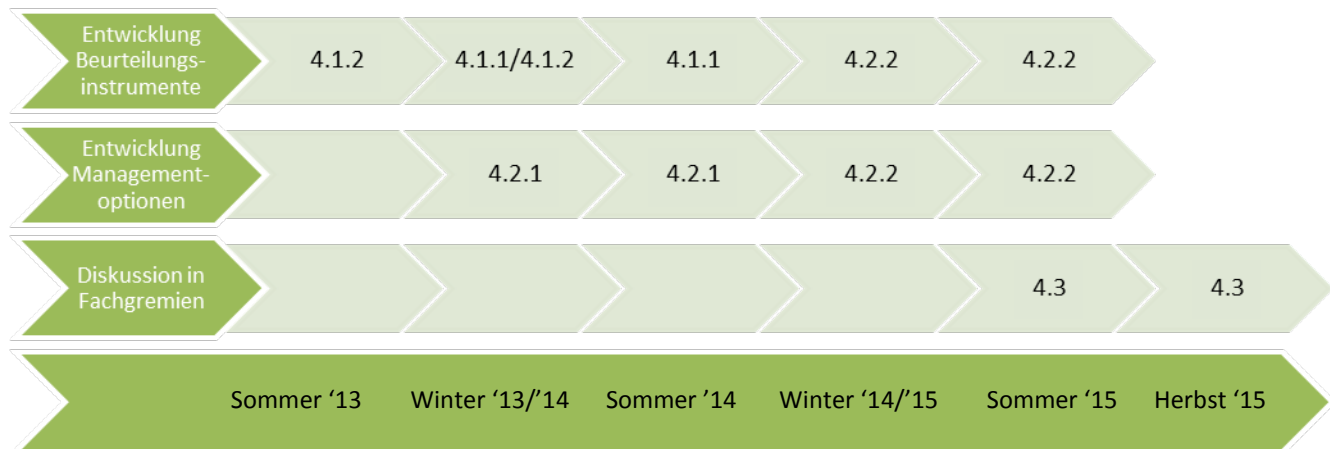 Entwicklung
Beurteilungs-
instrumente
4.1.2
4.1.1/4.1.2
4.1.1
4.2.2
4.2.2
Entwicklung
Management-
optionen
4.2.1
4.2.1
4.2.2
4.2.2
Diskussion in
Fachgremien
4.3
4.3
Sommer ‘13
Winter ‘13/’14
Sommer ’14
Winter ‘14/’15
Sommer ‘15
Herbst ‘15